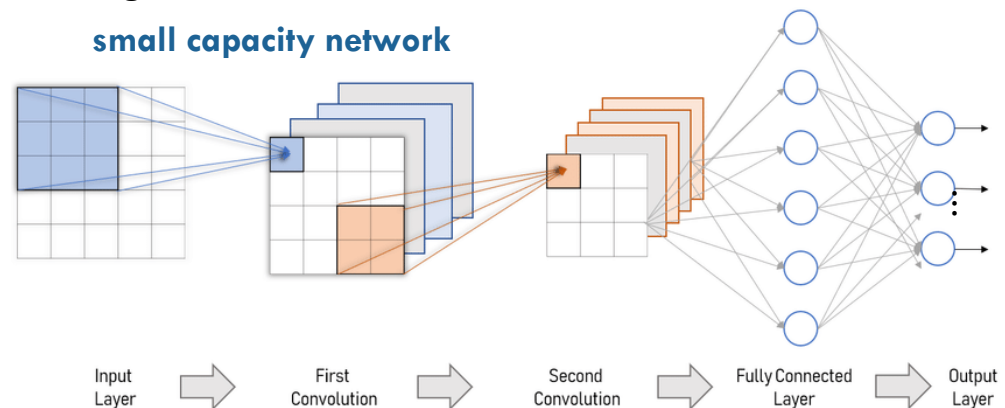 small capacity network
Input
Layer
First
Convolution
Second
Convolution
Fully Connected
Layer
Output
Layer